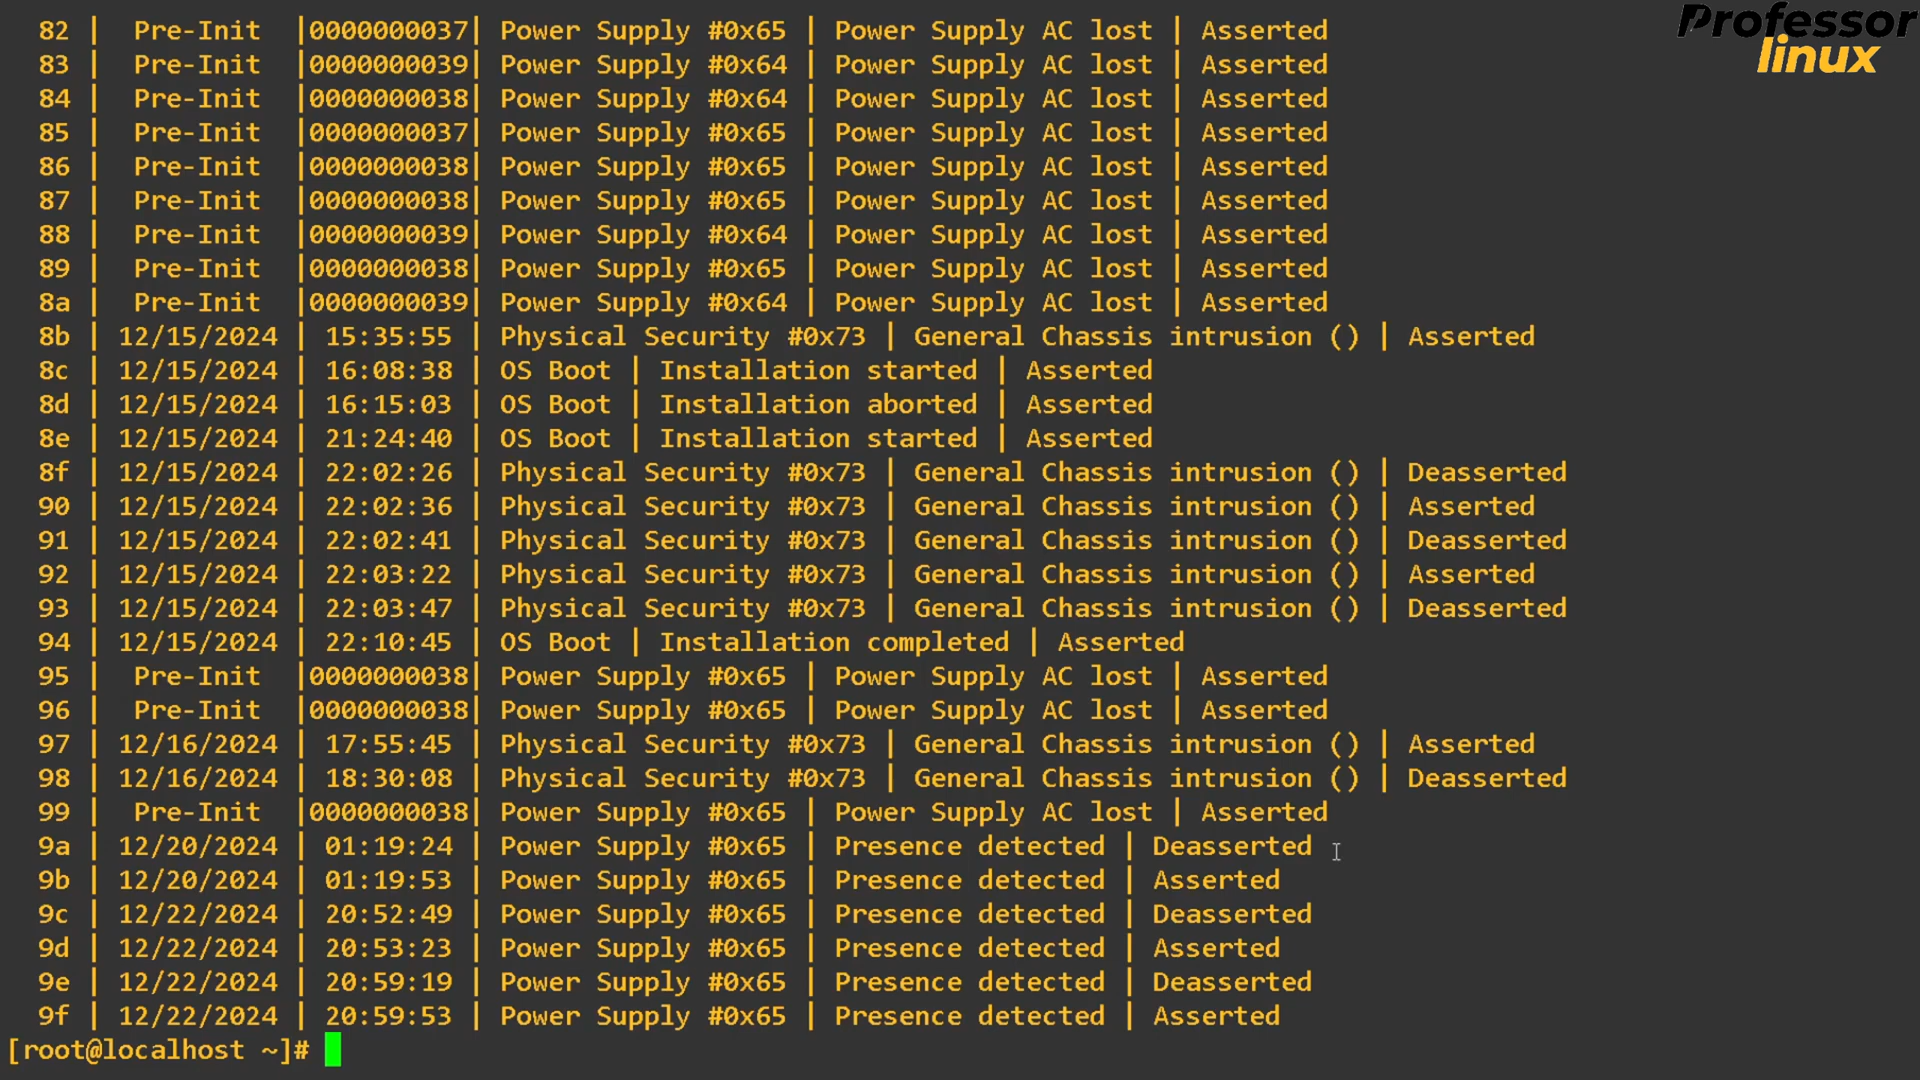 Professor
linux
82 | Pre-Init |0000000037| Power Supply #0x65 | Power Supply AC lost | Asserted
83 | Pre-Init |0000000039| Power Supply #0x64 | Power Supply AC lost | Asserted
84 | Pre-Init |0000000038| Power Supply #0x64 | Power Supply AC lost | Asserted
85 | Pre-Init |0000000037| Power Supply #0x65 | Power Supply AC lost | Asserted
86 | Pre-Init |0000000038| Power Supply #0x65 | Power Supply AC lost | Asserted
87 | Pre-Init |0000000038| Power Supply #0x65 | Power Supply AC lost | Asserted
88 | Pre-Init |0000000039| Power Supply #0x64 | Power Supply AC lost | Asserted
89 | Pre-Init |0000000038| Power Supply #0x65 | Power Supply AC lost | Asserted
8a | Pre-Init |0000000039| Power Supply #0x64 | Power Supply AC lost | Asserted
8b | 12/15/2024 | 15:35:55 | Physical Security #0x73 | General Chassis intrusion () | Asserted
8c | 12/15/2024 | 16:08:38 | OS Boot | Installation started | Asserted
8d | 12/15/2024 | 16:15:03 | OS Boot | Installation aborted | Asserted
8e | 12/15/2024 | 21:24:40 | OS Boot | Installation started | Asserted
8f | 12/15/2024 | 22:02:26 | Physical Security #0x73 | General Chassis intrusion () | Deasserted
90 | 12/15/2024 | 22:02:36 | Physical Security #0x73 | General Chassis intrusion () | Asserted
91 | 12/15/2024 | 22:02:41 | Physical Security #0x73 | General Chassis intrusion () | Deasserted
92 | 12/15/2024 | 22:03:22 | Physical Security #0x73 | General Chassis intrusion () | Asserted
93 | 12/15/2024 | 22:03:47 | Physical Security #0x73 | General Chassis intrusion () | Deasserted
94 | 12/15/2024 | 22:10:45 | OS Boot | Installation completed | Asserted
95 | Pre-Init |0000000038| Power Supply #0x65 | Power Supply AC lost | Asserted
96 | Pre-Init |0000000038| Power Supply #0x65 | Power Supply AC lost | Asserted
97 | 12/16/2024 | 17:55:45 | Physical Security #0x73 | General Chassis intrusion () | Asserted
98 | 12/16/2024 | 18:30:08 | Physical Security #0x73 | General Chassis intrusion () | Deasserted
99 | Pre-Init |0000000038| Power Supply #0x65 | Power Supply AC lost | Asserted
9a | 12/20/2024 | 01:19:24 | Power Supply #0x65 | Presence detected | Deasserted
9b | 12/20/2024 | 01:19:53 | Power Supply #0x65 | Presence detected | Asserted
9c | 12/22/2024 | 20:52:49 | Power Supply #0x65 | Presence detected | Deasserted
9d | 12/22/2024 | 20:53:23 | Power Supply #0x65 | Presence detected | Asserted
9e | 12/22/2024 | 20:59:19 | Power Supply #0x65 | Presence detected | Deasserted
9f | 12/22/2024 | 20:59:53 | Power Supply #0x65 | Presence detected | Asserted
[root@localhost ~]#